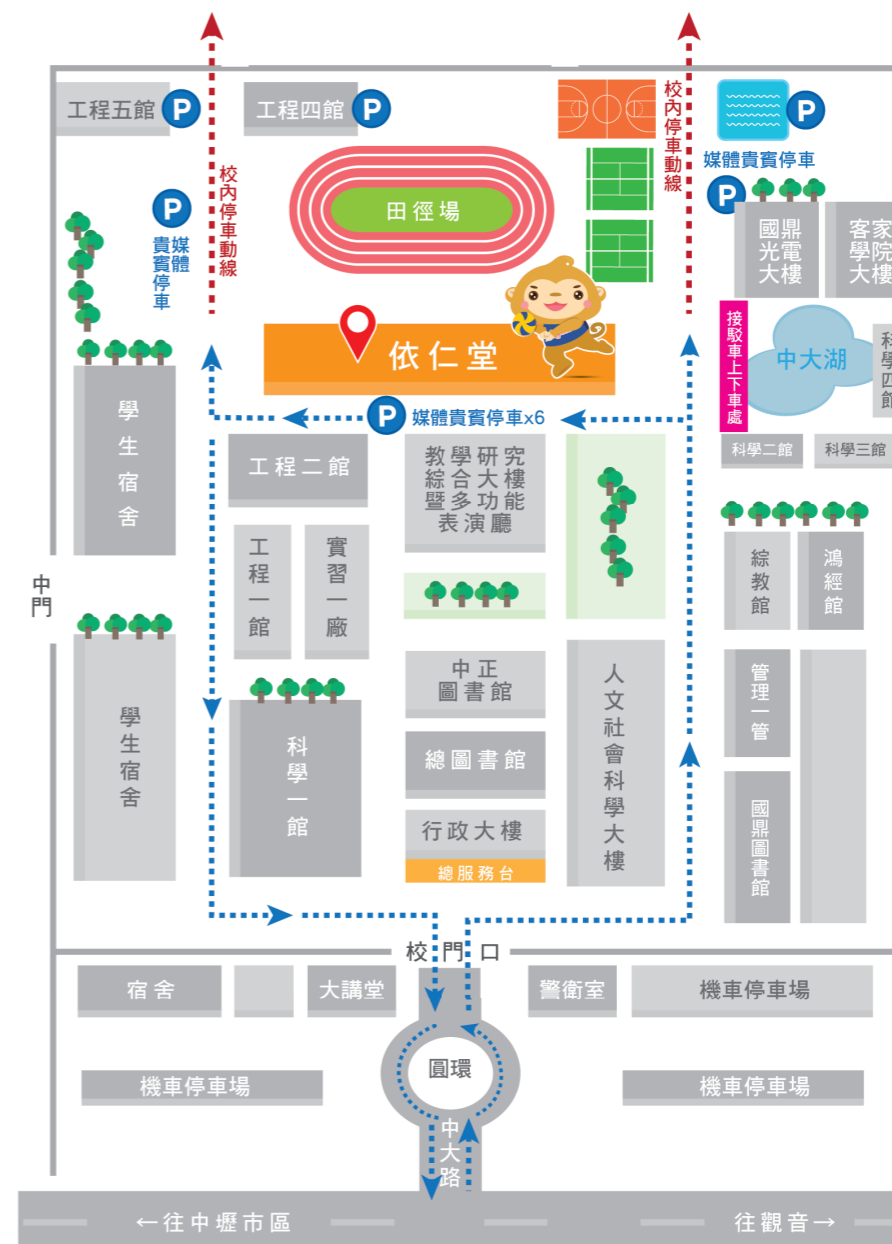 工程五館 P
工程四館 P
校內停車動線
校內停車動線
P
媒體貴賓停車
P
P
媒體
貴賓停車
田徑場
國鼎
光電
大樓
客家
學院
大樓
依仁堂
接駁車上下車處
中大湖
科學四館
P 媒體貴賓停車x6
科學二館
科學三館
學生宿舍
工程二館
教學研究
綜合大樓
暨多功能
表演廳
工程一館
實習一廠
綜教館
鴻經館
中門
中正
圖書館
人文社會科學大樓
管理一管
學生宿舍
科學一館
總圖書館
行政大樓
總服務台
國鼎圖書館
校門口
宿舍
大講堂
警衛室
機車停車場
圓環
機車停車場
機車停車場
中大路
←往中壢市區
往觀音→